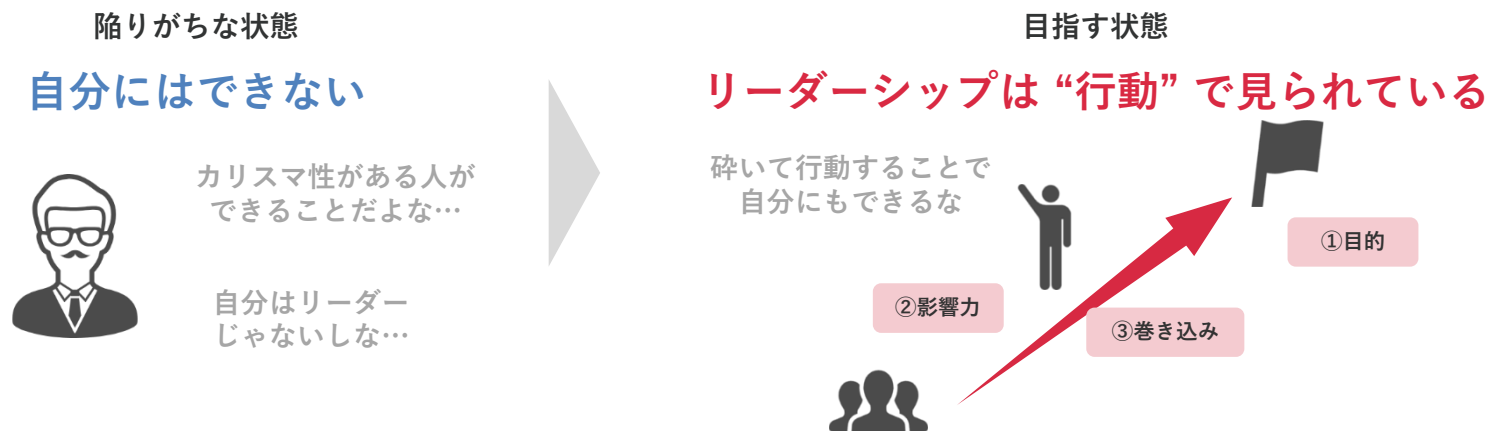 陥りがちな状態
自分にはできない
カリスマ性がある人が
できることだよな…
自分はリーダー
じゃないしな…
目指す状態
リーダーシップは “行動” で見られている
砕いて行動することで
自分にもできるな
①目的
②影響力
③巻き込み